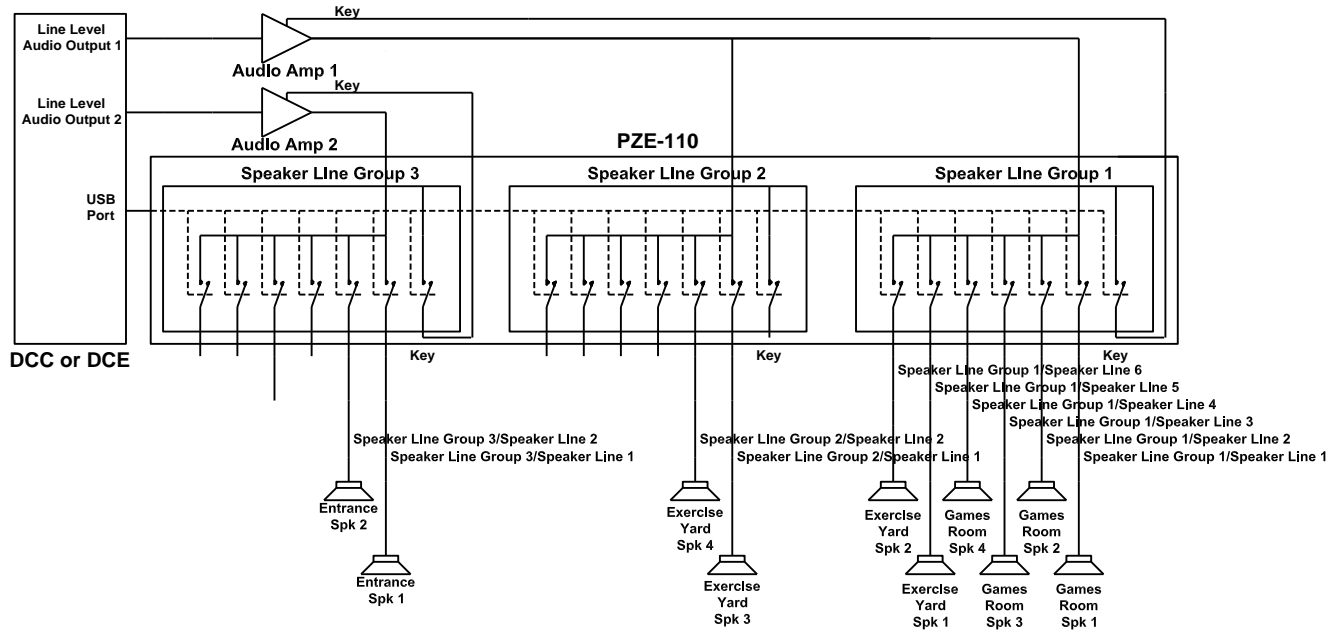 Key
Line Level
Audio Output 1
Audio Amp 1
Key
Line Level
Audio Output 2
Audio Amp 2
PZE-110
Speaker LIne Group 3
Speaker LIne Group 2
Speaker LIne Group 1
USB
Port
DCC or DCE
Key
Key
Key
Speaker LIne Group 1/Speaker LIne 6
Speaker LIne Group 1/Speaker LIne 5
Speaker LIne Group 1/Speaker Line 4
Speaker LIne Group 1/Speaker Line 3
Speaker LIne Group 3/Speaker LIne 2
Speaker LIne Group 2/Speaker LIne 2
Speaker LIne Group 1/Speaker LIne 2
Speaker Line Group 3/Speaker Line 1
Speaker Line Group 2/Speaker Line 1
Speaker Line Group 1/Speaker Line 1
Entrance
Spk 2
Exercise
Yard
Spk 4
ExercIse
Yard
Spk 2
Games
Room
Spk 4
Games
Room
Spk 2
Entrance
Spk 1
ExercIse
Yard
Spk 3
ExercIse
Yard
Spk 1
Games
Room
Spk 3
Games
Room
Spk 1